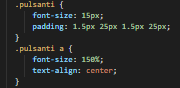 .pulsanti {
font-size: 15px;
padding: 1.5px 25px 1.5px 25px;
}
.pulsanti a {
font-size: 150%;
text-align: center;
}